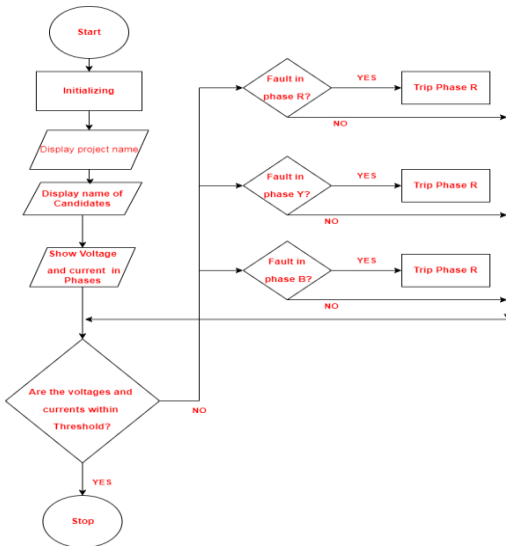 Start
Initializing
Display project name
Display name of
Candidates
Show Voltage
and current in
Phases
Are the voltages and
currents within
Threshold?
NO
YES
Stop
Fault in
phase R?
YES
Trip Phase R
NO
Fault in
phase Y?
YES
Trip Phase R
NO
Fault in
phase B?
YES
Trip Phase R
NO